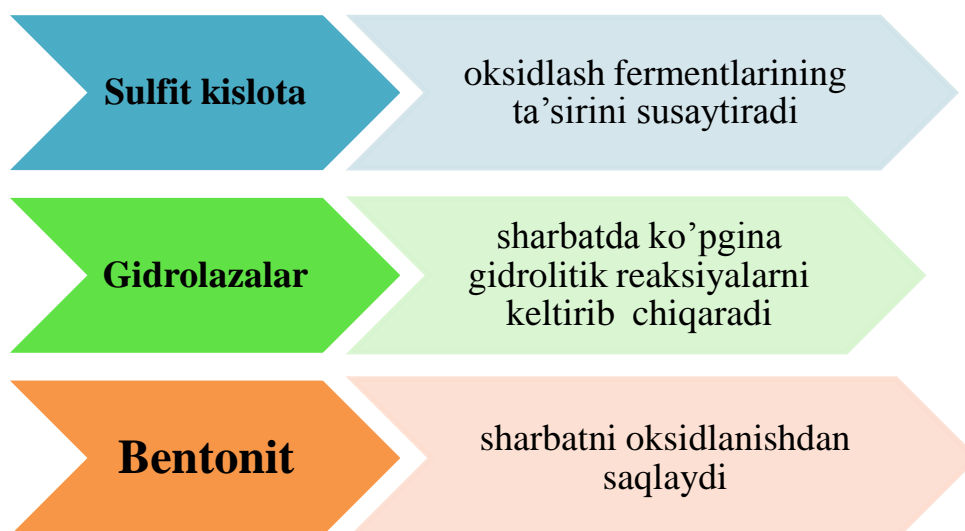 Sulfit kislota
oksidlash fermentlarining
ta’sirini susaytiradi
Gidrolazalar
sharbatda ko’pgina
gidrolitik reaksiyalarni
keltirib chiqaradi
Bentonit
sharbatni oksidlanishdan
saqlaydi